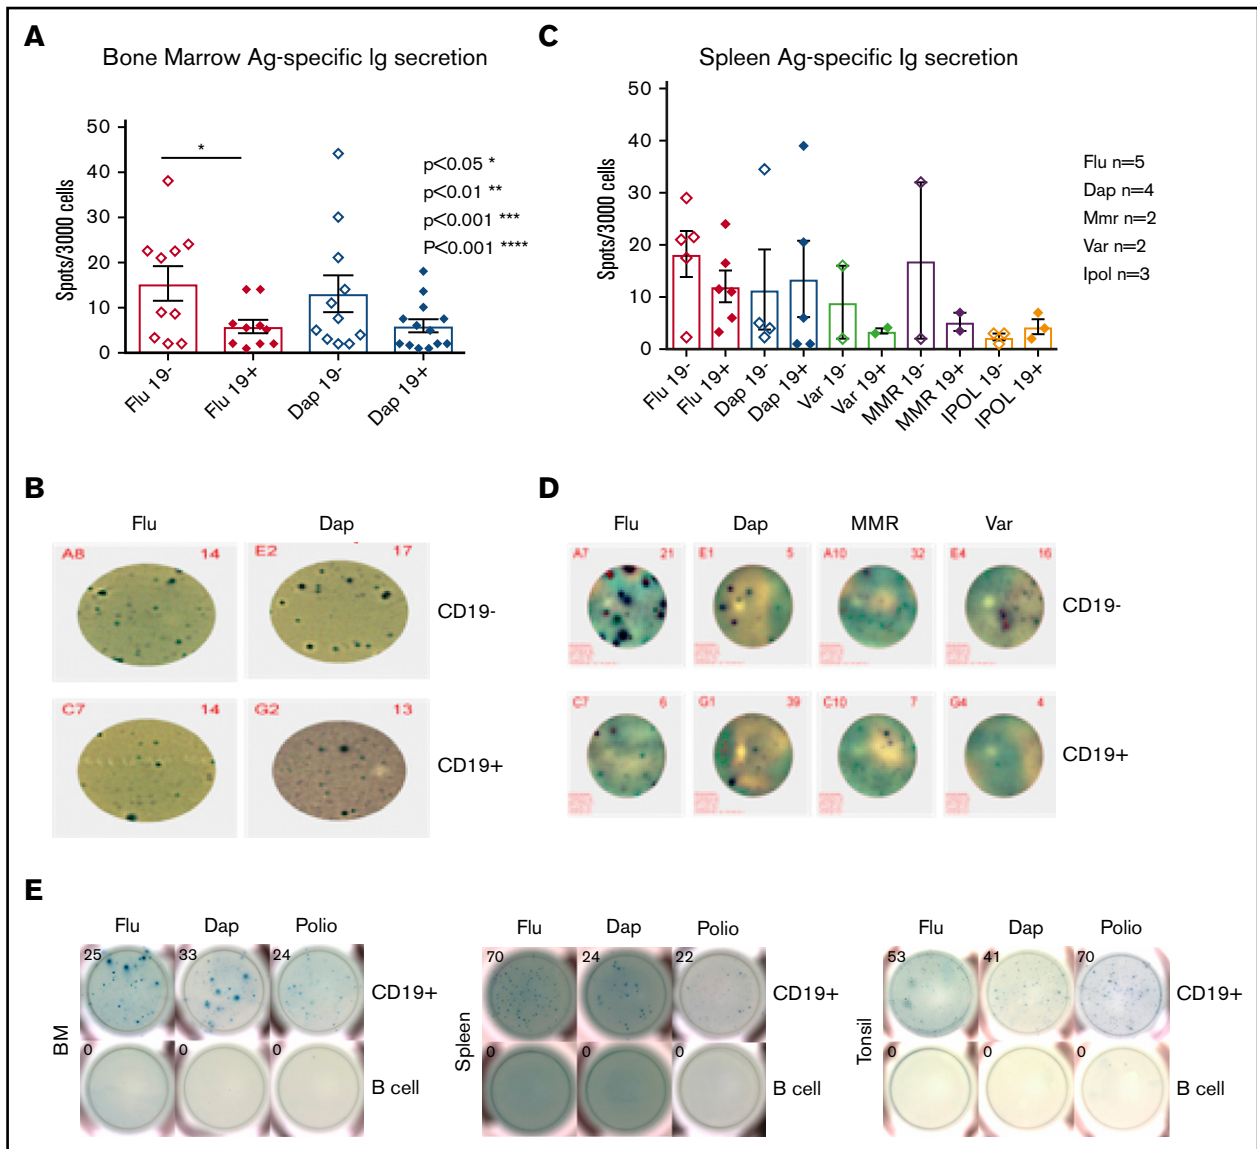 A
Bone Marrow Ag-specific Ig secretion
Spots/3000 cells
50
40
30
20
10
0
*
p<0.05 *
p<0.01 **
p<0.001 ***
P<0.001 ****
Flu 19-
Flu 19+
Dap 19-
Dap 19+
C
Spleen Ag-specific Ig secretion
Spots/3000 cells
50
40
30
20
10
0
Flu 19-
Flu 19+
Dap 19-
Dap 19+
Var 19-
Var 19+
MMR 19-
MMR 19+
IPOL 19-
IPOL 19+
Flu n=5
Dap n=4
Mmr n=2
Var n=2
Ipol n=3
B
Flu Dap
A8 14 E2 17
CD19-
C7 14 G2 13
CD19+
D
Flu Dap MMR Var
A7 21 E1 5 A10 32 E4 16
CD19-
C7 6 G1 39 C10 7 G4 4
CD19+
E
BM
Flu Dap Polio
25 33 24
CD19+
0 0 0
B cell
Spleen
Flu Dap Polio
70 24 22
CD19+
0 0 0
B cell
Tonsil
Flu Dap Polio
53 41 70
CD19+
0 0 0
B cell